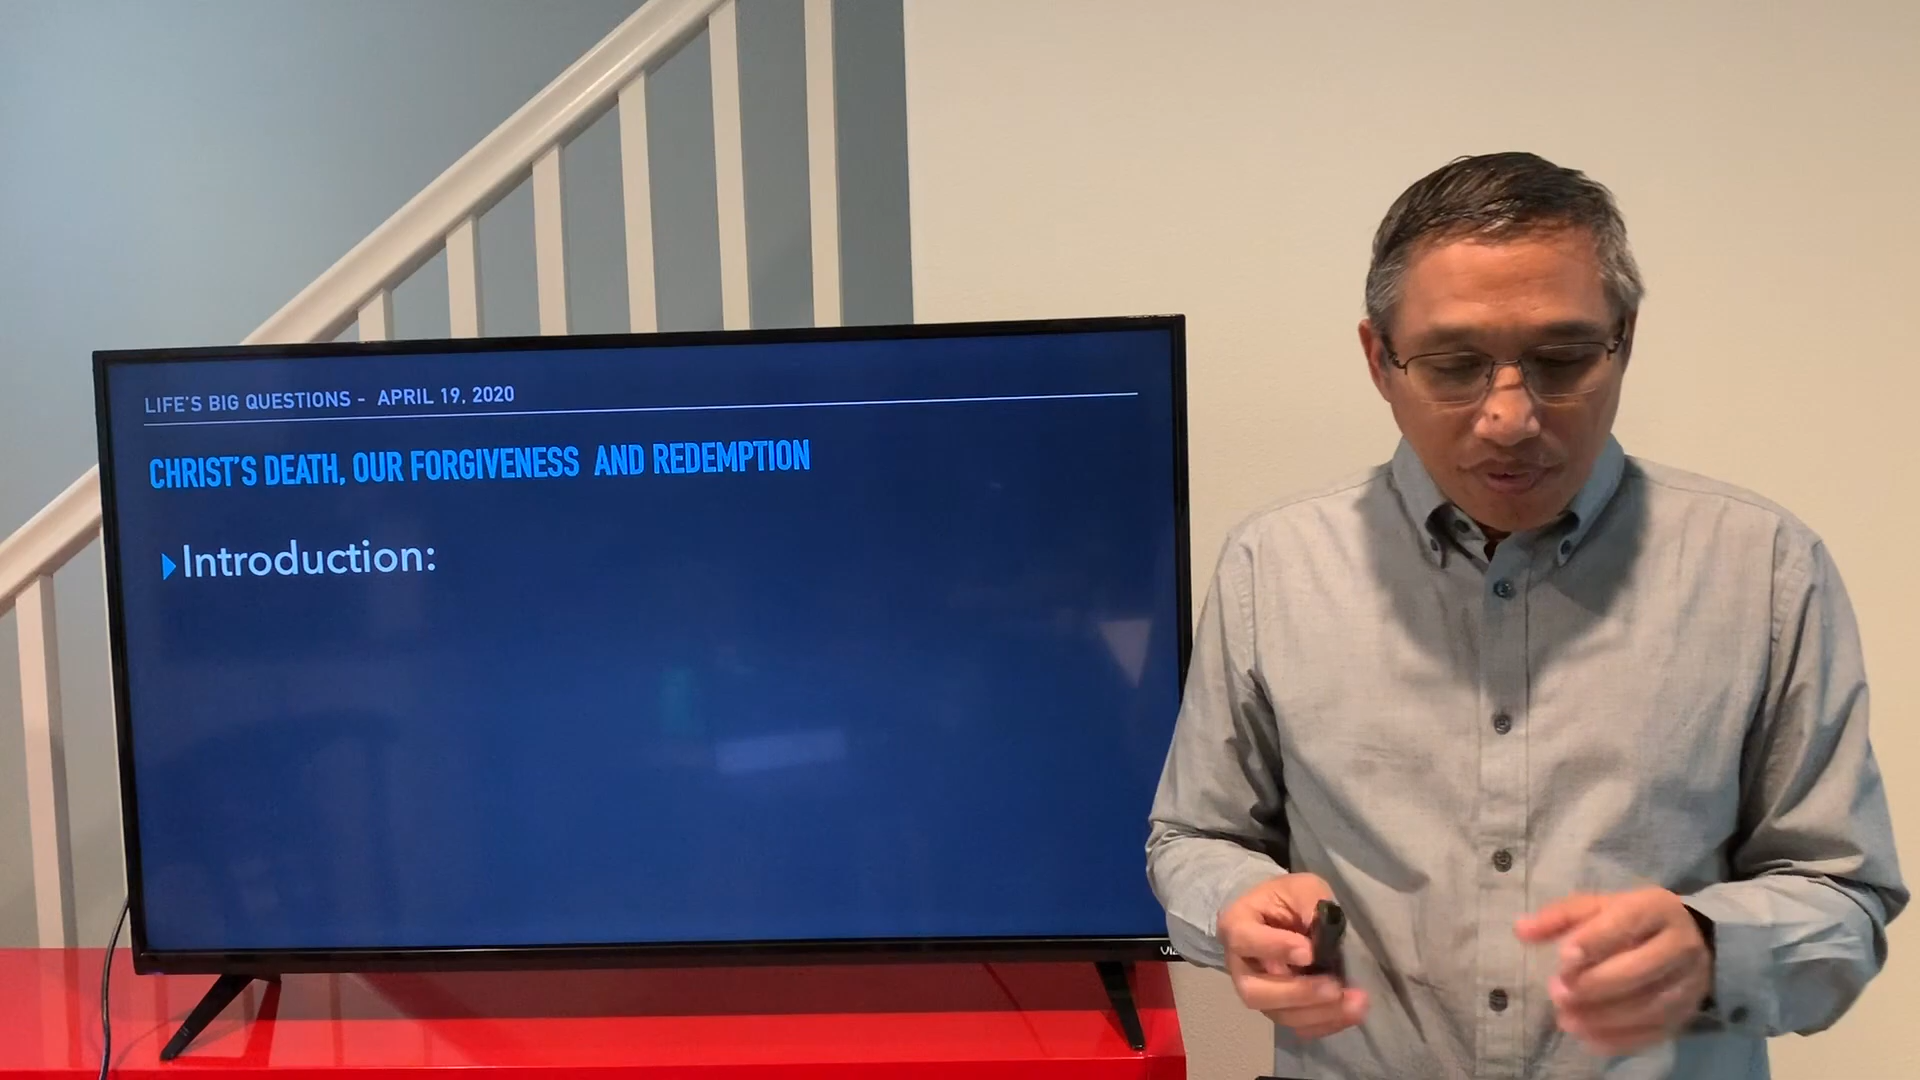 LIFE'S BIG QUESTIONS - APRIL 19, 2020
CHRIST'S DEATH, OUR FORGIVENESS AND REDEMPTION
Introduction: